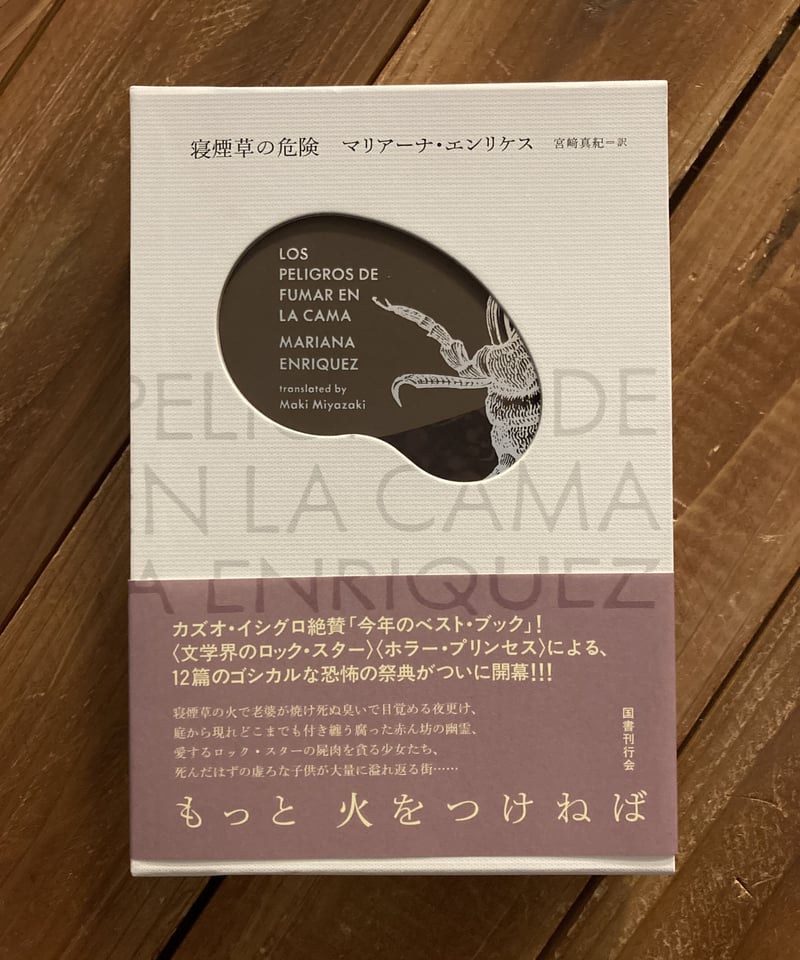 寝煙草の危険 マリアーナ・エンリケス 宮﨑真紀=訳
LOS
PELIGROS DE
FUMAR EN
LA CAMA
MARIANA
ENRIQUEZ
translated by
Maki Miyazaki
PELIG DE
EN LA CAMA
A ENRIQUEZ
カズオ・イシグロ絶賛「今年のベスト・ブック」!
〈文学界のロック・スター〉〈ホラー・プリンセス〉による、
12篇のゴシカルな恐怖の祭典がついに開幕!!!
寝煙草の火で老婆が焼け死ぬ臭いで目覚める夜更け、
庭から現れどこまでも付き纏う腐った赤ん坊の幽霊、
愛するロック・スターの屍肉を貪る少女たち、
死んだはずの虚ろな子供が大量に溢れ返る街……
国書刊行会
もっと 火をつけねば